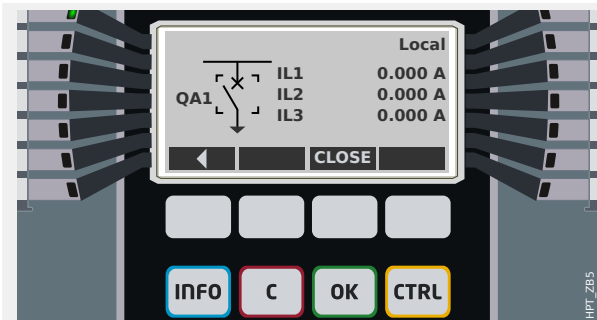 Local
IL1 0.000 A
QA1 IL2 0.000 A
IL3 0.000 A
CLOSE
INFO C OK CTRL
HPT_ZB5